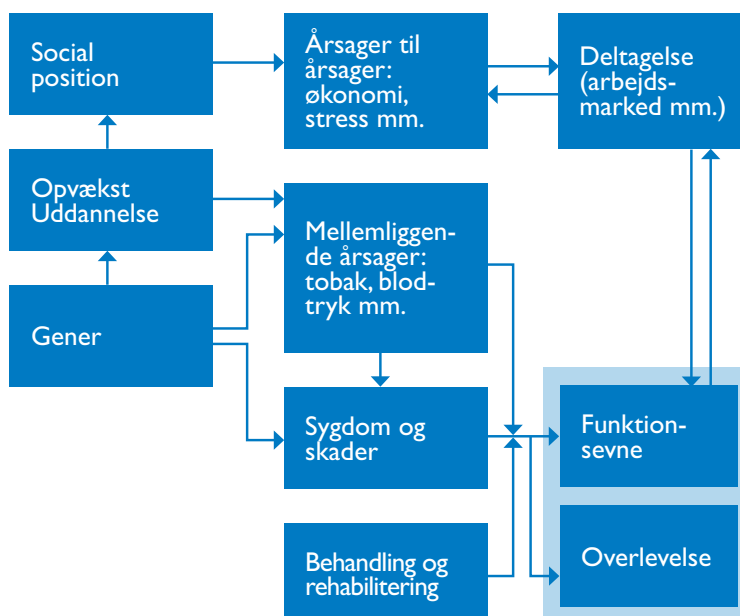 Social
position
Årsager til
årsager:
økonomi,
stress mm.
Deltagelse
(arbejds-
marked mm.)
Opvækst
Uddannelse
Mellemliggen-
de årsager:
tobak, blod-
tryk mm.
Gener
Sygdom og
skader
Funktion-
sevne
Behandling og
rehabilitering
Overlevelse